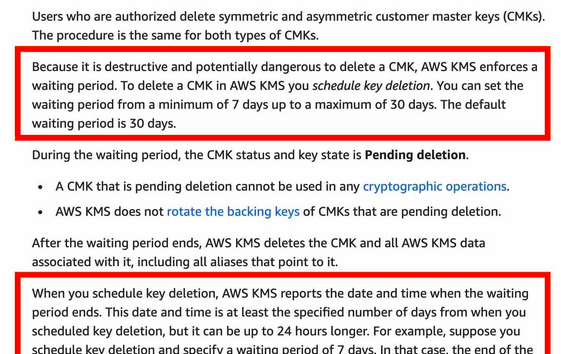 Users who are authorized delete symmetric and asymmetric customer master keys (CMKs).
The procedure is the same for both types of CMKs.
Because it is destructive and potentially dangerous to delete a CMK, AWS KMS enforces a
waiting period. To delete a CMK in AWS KMS you schedule key deletion. You can set the
waiting period from a minimum of 7 days up to a maximum of 30 days. The default
waiting period is 30 days.
During the waiting period, the CMK status and key state is Pending deletion.
• A CMK that is pending deletion cannot be used in any cryptographic operations.
• AWS KMS does not rotate the backing keys of CMKs that are pending deletion.
After the waiting period ends, AWS KMS deletes the CMK and all AWS KMS data
associated with it, including all aliases that point to it.
When you schedule key deletion, AWS KMS reports the date and time when the waiting
period ends. This date and time is at least the specified number of days from when you
scheduled key deletion, but it can be up to 24 hours longer. For example, suppose you
schedule key deletion and specify a waiting period of 7 days. In that case, the end of the